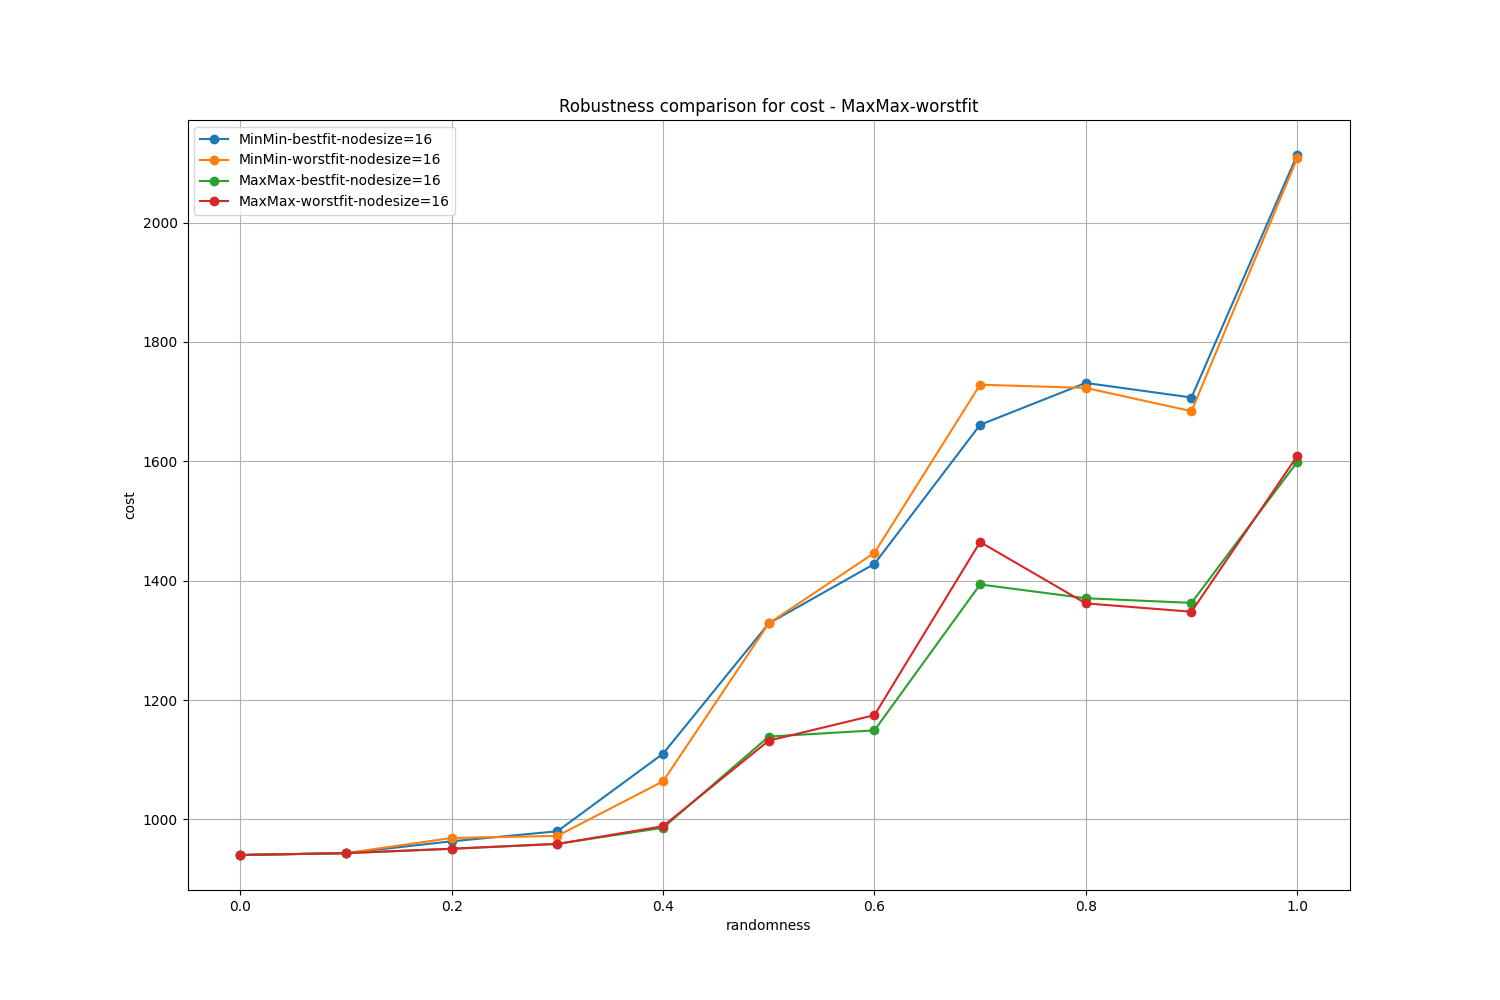 Robustness comparison for cost - MaxMax-worstfit
MinMin-bestfit-nodesize=16
MinMin-worstfit-nodesize=16
MaxMax-bestfit-nodesize=16
MaxMax-worstfit-nodesize=16
2000
1800
1600
1400
1200
1000
cost
0.0 0.2 0.4 0.6 0.8 1.0
randomness